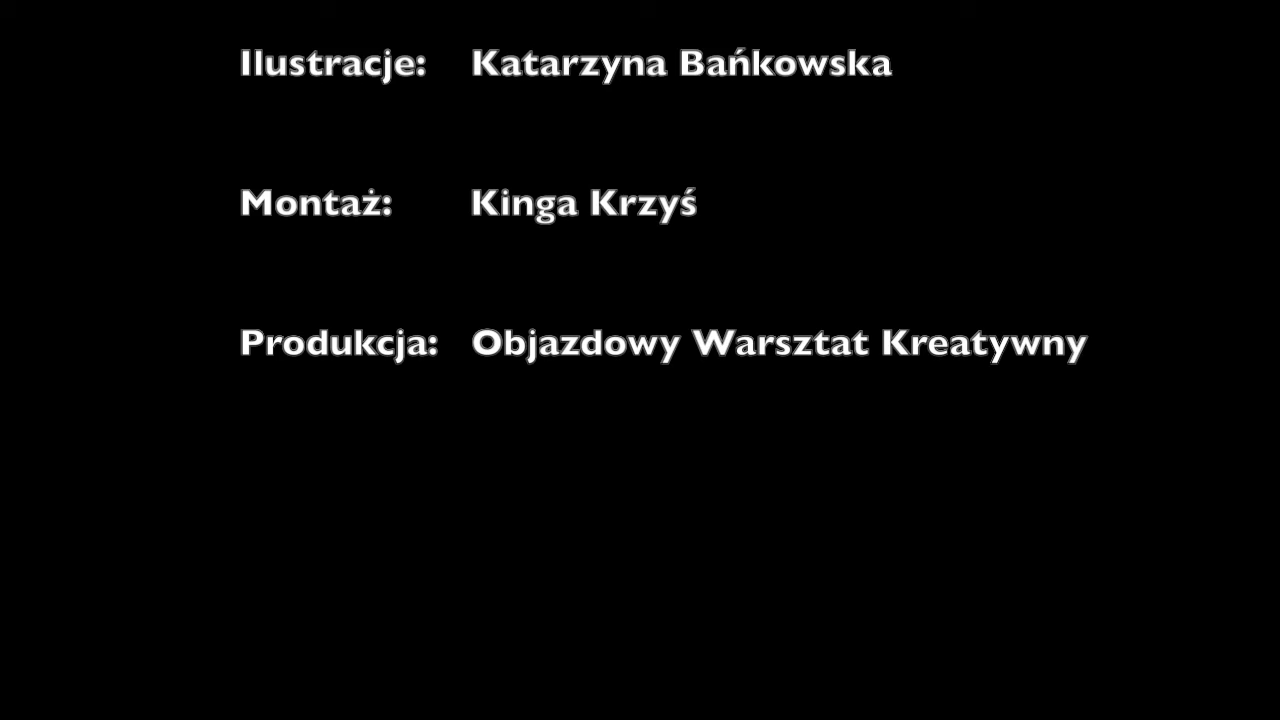 Ilustracje: Katarzyna Bańkowska
Montaż: Kinga Krzyś
Produkcja: Objazdowy Warsztat Kreatywny